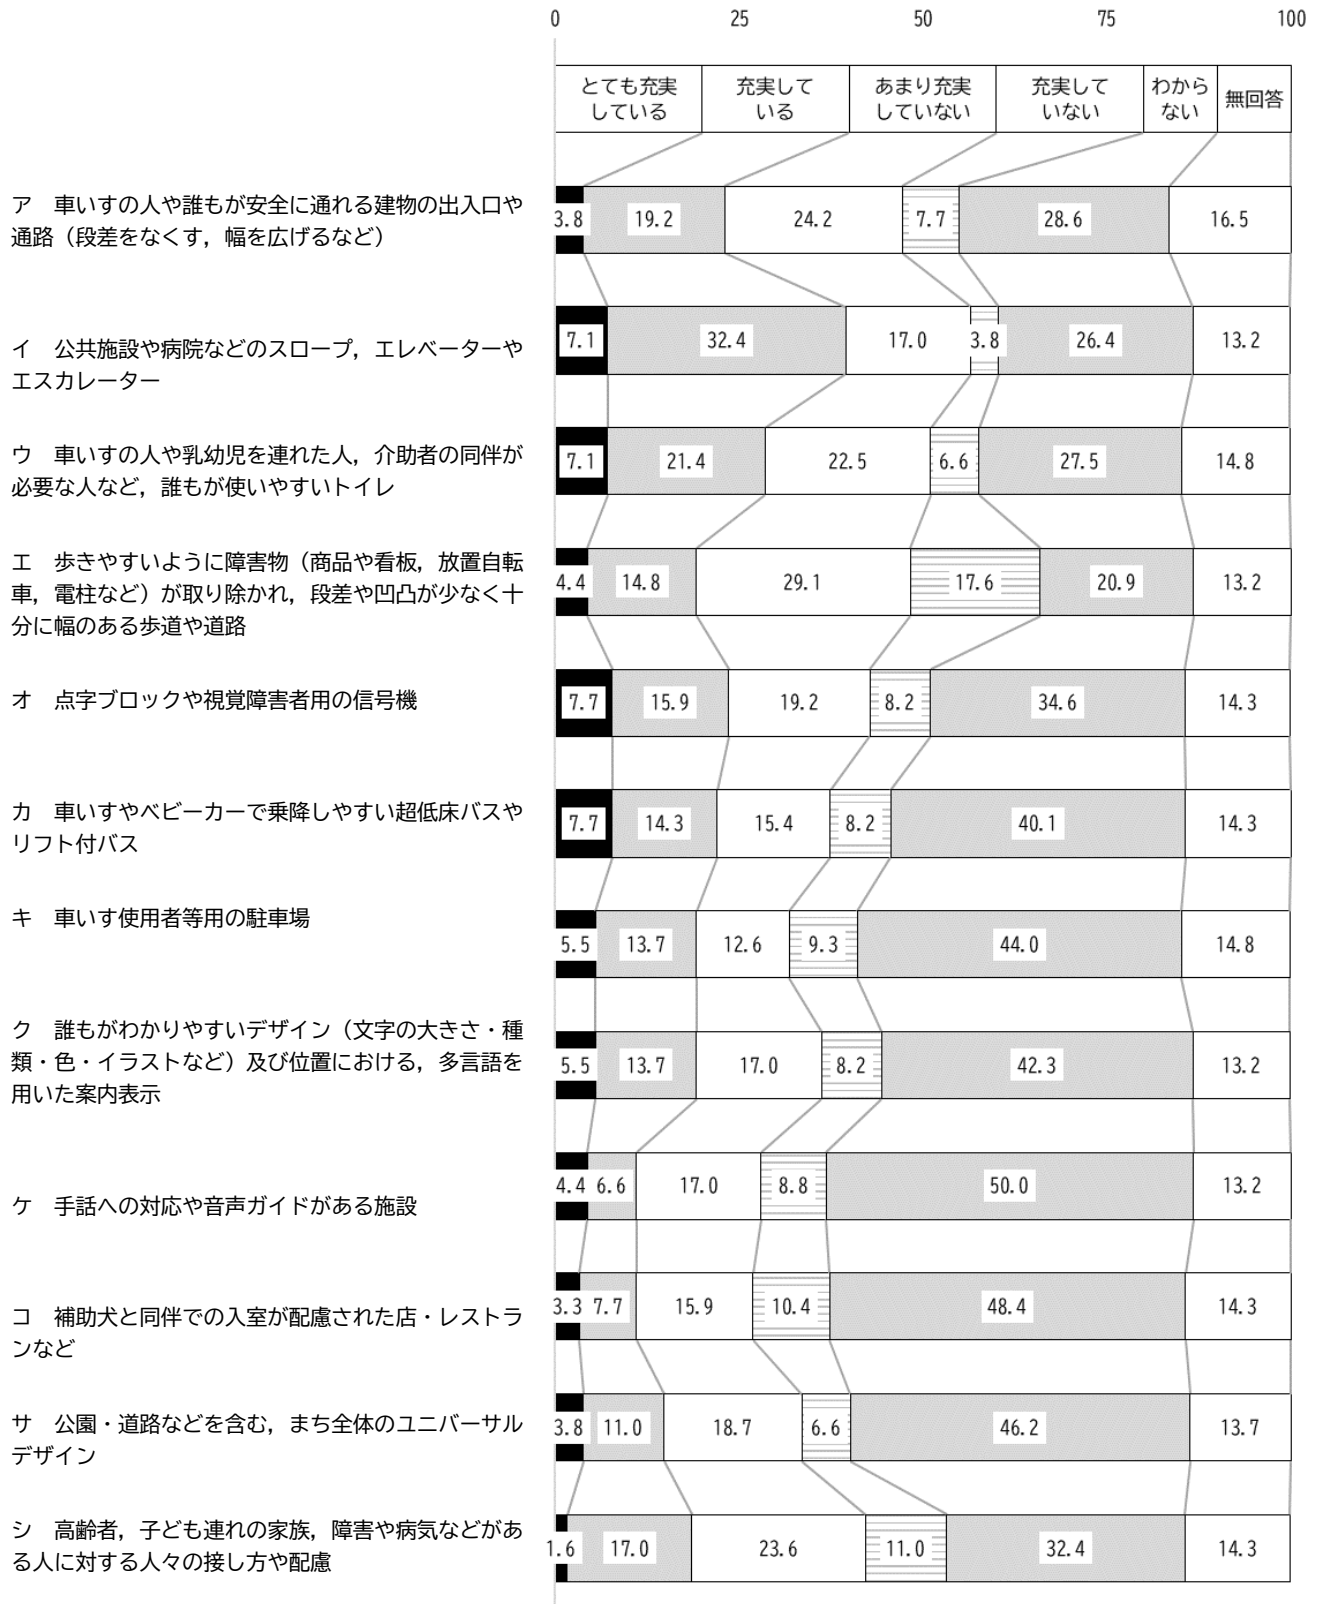 0 25 50 75 100
とても充実
している
充実して
いる
あまり充実
していない
充実して
いない
わから
ない
無回答
ア 車いすの人や誰もが安全に通れる建物の出入口や
通路（段差をなくす，幅を広げるなど）
3.8 19.2 24.2 7.7 28.6 16.5
イ 公共施設や病院などのスロープ，エレベーターや
エスカレーター
7.1 32.4 17.0 3.8 26.4 13.2
ウ 車いすの人や乳幼児を連れた人，介助者の同伴が
必要な人など，誰もが使いやすいトイレ
7.1 21.4 22.5 6.6 27.5 14.8
エ 歩きやすいように障害物（商品や看板，放置自転
車，電柱など）が取り除かれ，段差や凹凸が少なく十
分に幅のある歩道や道路
4.4 14.8 29.1 17.6 20.9 13.2
オ 点字ブロックや視覚障害者用の信号機
7.7 15.9 19.2 8.2 34.6 14.3
カ 車いすやベビーカーで乗降しやすい超低床バスや
リフト付バス
7.7 14.3 15.4 8.2 40.1 14.3
キ 車いす使用者等用の駐車場
5.5 13.7 12.6 9.3 44.0 14.8
ク 誰もがわかりやすいデザイン（文字の大きさ・種
類・色・イラストなど）及び位置における，多言語を
用いた案内表示
5.5 13.7 17.0 8.2 42.3 13.2
ケ 手話への対応や音声ガイドがある施設
4.4 6.6 17.0 8.8 50.0 13.2
コ 補助犬と同伴での入室が配慮された店・レストラ
ンなど
3.3 7.7 15.9 10.4 48.4 14.3
サ 公園・道路などを含む，まち全体のユニバーサル
デザイン
3.8 11.0 18.7 6.6 46.2 13.7
シ 高齢者，子ども連れの家族，障害や病気などがあ
る人に対する人々の接し方や配慮
1.6 17.0 23.6 11.0 32.4 14.3